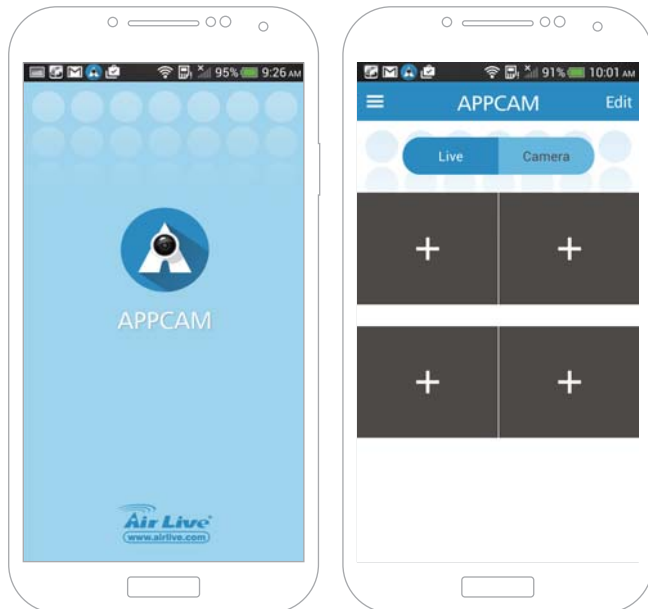 95% 9:26 AM
APPCAM
Air Live
www.airlive.com
91% 10:01 AM
APPCAM
Edit
Live
Camera